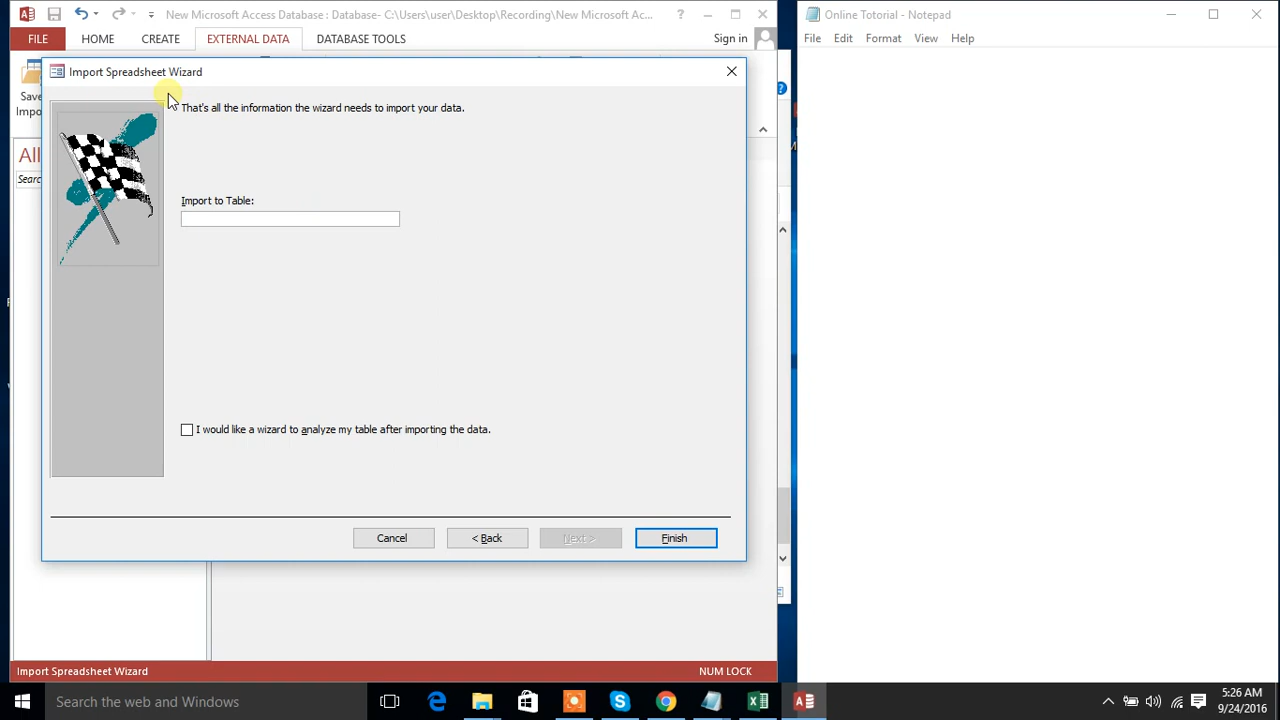 New Microsoft Access Database : Database- C:\Users\user\Desktop\Recording\New Microsoft Ac...
?
FILE HOME CREATE EXTERNAL DATA DATABASE TOOLS
Sign in
Import Spreadsheet Wizard
Save
Impor
All
Searc
That's all the information the wizard needs to import your data.
Import to Table:
I would like a wizard to analyze my table after importing the data.
Cancel < Back Next > Finish
Import Spreadsheet Wizard
NUM LOCK
Online Totorial - Notepad
File Edit Format View Help
Search the web and Windows
5:26 AM
9/24/2016